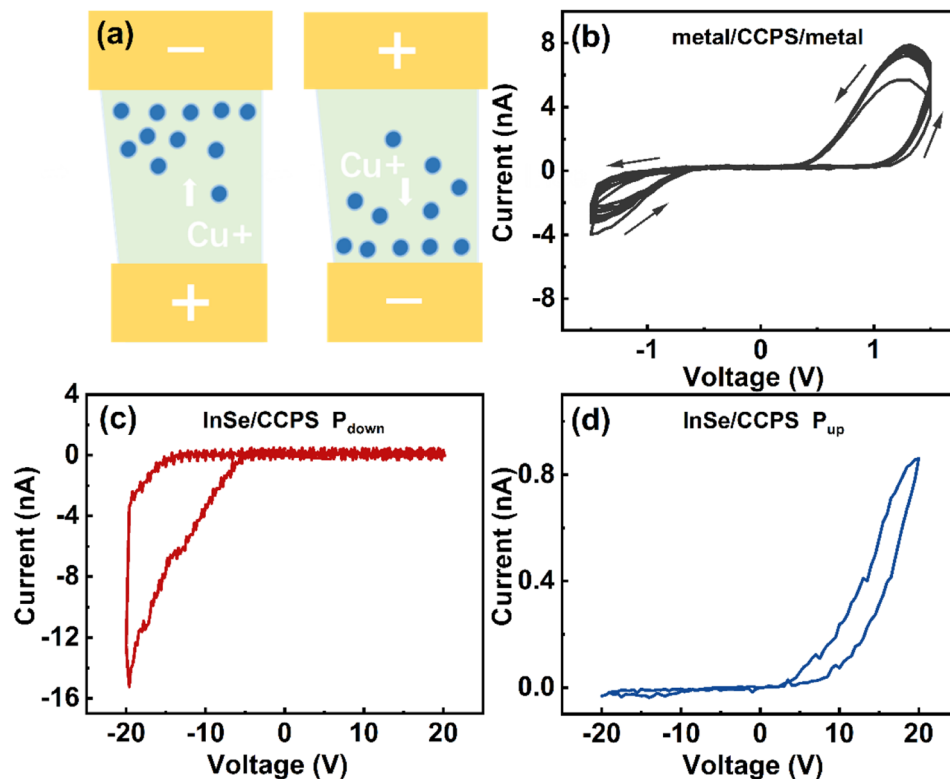 (a)
−
+
Cu+
Cu+
+
−
(b)
metal/CCPS/metal
Current (nA)
8
4
0
-4
-8
-1
0
1
Voltage (V)
(c)
InSe/CCPS P_down
Current (nA)
4
0
-4
-8
-12
-16
-20
-10
0
10
20
Voltage (V)
(d)
InSe/CCPS P_up
Current (nA)
0.8
0.4
0.0
-20
-10
0
10
20
Voltage (V)